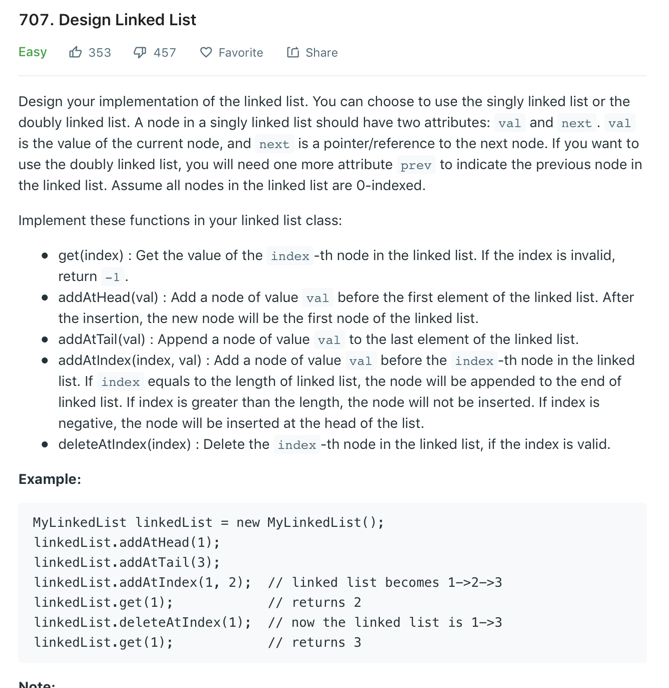 707. Design Linked List
Easy 353 457 Favorite Share
Design your implementation of the linked list. You can choose to use the singly linked list or the
doubly linked list. A node in a singly linked list should have two attributes: val and next . val
is the value of the current node, and next is a pointer/reference to the next node. If you want to
use the doubly linked list, you will need one more attribute prev to indicate the previous node in
the linked list. Assume all nodes in the linked list are 0-indexed.
Implement these functions in your linked list class:
• get(index) : Get the value of the index -th node in the linked list. If the index is invalid,
return -1 .
• addAtHead(val) : Add a node of value val before the first element of the linked list. After
the insertion, the new node will be the first node of the linked list.
• addAtTail(val) : Append a node of value val to the last element of the linked list.
• addAtIndex(index, val) : Add a node of value val before the index -th node in the linked
list. If index equals to the length of linked list, the node will be appended to the end of
linked list. If index is greater than the length, the node will not be inserted. If index is
negative, the node will be inserted at the head of the list.
• deleteAtIndex(index) : Delete the index -th node in the linked list, if the index is valid.
Example:
MyLinkedList linkedList = new MyLinkedList();
linkedList.addAtHead(1);
linkedList.addAtTail(3);
linkedList.addAtIndex(1, 2);  // linked list becomes 1->2->3
linkedList.get(1);            // returns 2
linkedList.deleteAtIndex(1);  // now the linked list is 1->3
linkedList.get(1);            // returns 3
Note: